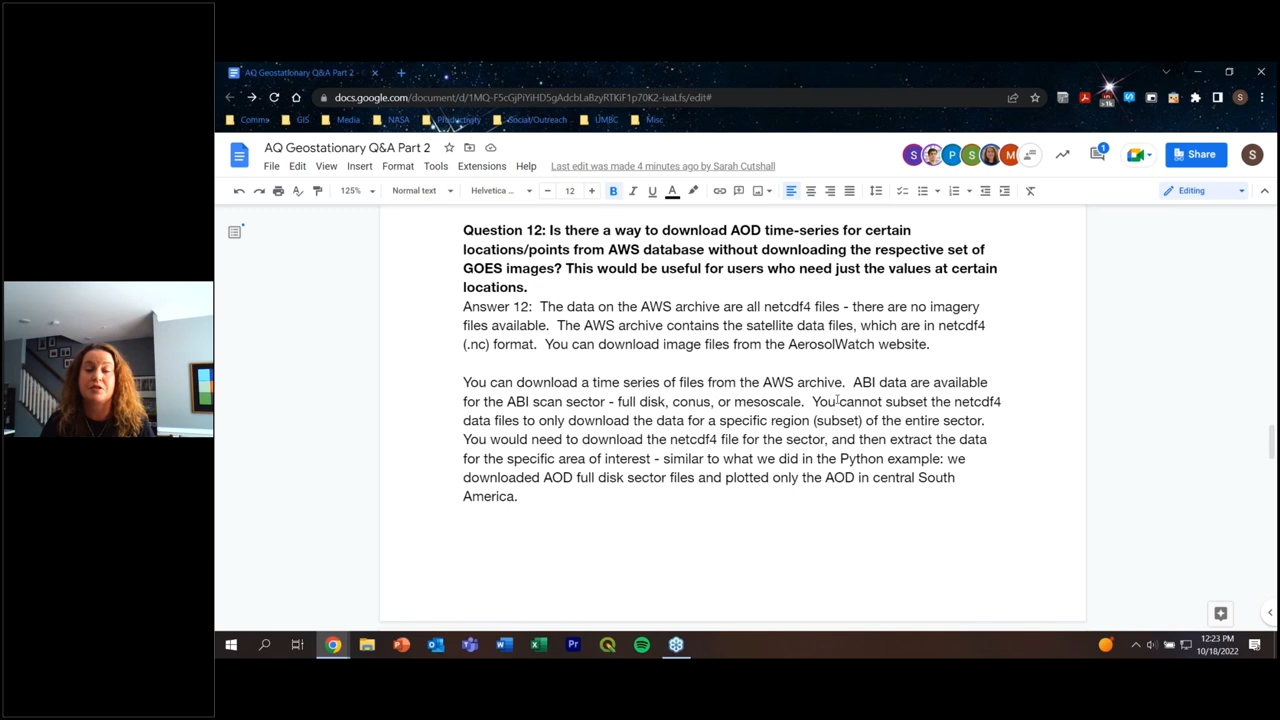 AQ Geostationary Q&A Part 2 -
docs.google.com/document/d/1MQ-F5cGjPiYiHD5gAdcbLaBzyRTKiF1p70K2-ixaLfs/edit#
Comms GIS Media NASA Productivity Social/Outreach UMBC Misc
AQ Geostationary Q&A Part 2
File Edit View Insert Format Tools Extensions Help Last edit was made 4 minutes ago by Sarah Cutshall
S P S M 1 Share S
125% Normal text Helvetica ... 12 B I U A Editing
Question 12: Is there a way to download AOD time-series for certain
locations/points from AWS database without downloading the respective set of
GOES images? This would be useful for users who need just the values at certain
locations.
Answer 12: The data on the AWS archive are all netcdf4 files - there are no imagery
files available. The AWS archive contains the satellite data files, which are in netcdf4
(.nc) format. You can download image files from the AerosolWatch website.
You can download a time series of files from the AWS archive. ABI data are available
for the ABI scan sector - full disk, conus, or mesoscale. You cannot subset the netcdf4
data files to only download the data for a specific region (subset) of the entire sector.
You would need to download the netcdf4 file for the sector, and then extract the data
for the specific area of interest - similar to what we did in the Python example: we
downloaded AOD full disk sector files and plotted only the AOD in central South
America.
12:23 PM
10/18/2022